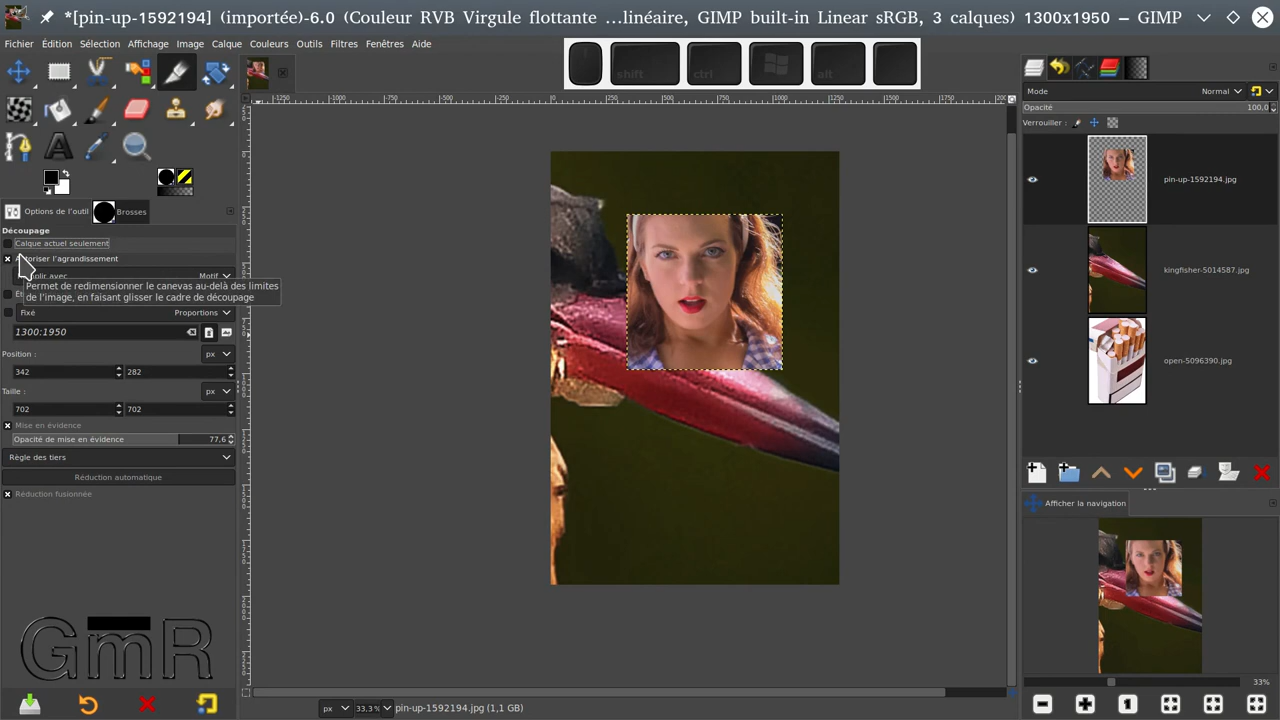 *[pin-up-1592194] (importée)-6.0 (Couleur RVB Virgule flottante …linéaire, GIMP built-in Linear sRGB, 3 calques) 1300x1950 – GIMP
Fichier Édition Sélection Affichage Image Calque Couleurs Outils Filtres Fenêtres Aide
shift ctrl alt
Options de l'outil Brosses
Découpage
Calque actuel seulement
Autoriser l'agrandissement
Motif
Permet de redimensionner le canevas au-delà des limites
de l'image, en faisant glisser le cadre de découpage
Fixé Proportions
1300:1950
Position : px
342 282
Taille : px
702 702
Mise en évidence
Opacité de mise en évidence 77,6
Règle des tiers
Réduction automatique
Réduction fusionnée
GmR
px 33,3 % pin-up-1592194.jpg (1,1 GB)
Mode Normal
Opacité 100,0
Verrouiller :
pin-up-1592194.jpg
kingfisher-5014587.jpg
open-5096390.jpg
Afficher la navigation
33%